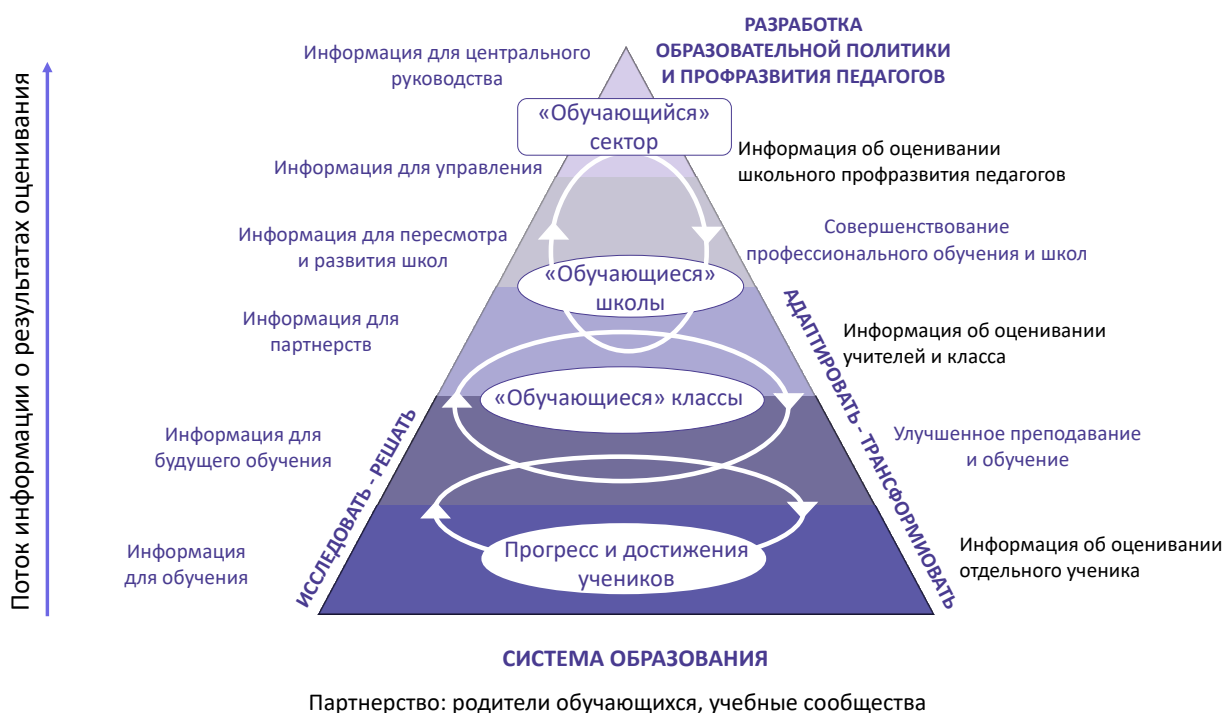 РАЗРАБОТКА
ОБРАЗОВАТЕЛЬНОЙ ПОЛИТИКИ
И ПРОФРАЗВИТИЯ ПЕДАГОГОВ
Информация для центрального
руководства
«Обучающийся»
сектор
Информация для управления
Информация об оценивании
школьного профразвития педагогов
Информация для пересмотра
и развития школ
Совершенствование
профессионального обучения и школ
«Обучающиеся»
школы
Информация для
партнерств
Информация об оценивании
учителей и класса
«Обучающиеся» классы
Информация для
будущего обучения
Улучшенное преподавание
и обучение
Прогресс и достижения
учеников
Информация
для обучения
Информация об оценивании
отдельного ученика
ИССЛЕДОВАТЬ - РЕШАТЬ
АДАПТИРОВАТЬ - ТРАНСФОРМИОВАТЬ
Поток информации о результатах оценивания
СИСТЕМА ОБРАЗОВАНИЯ
Партнерство: родители обучающихся, учебные сообщества